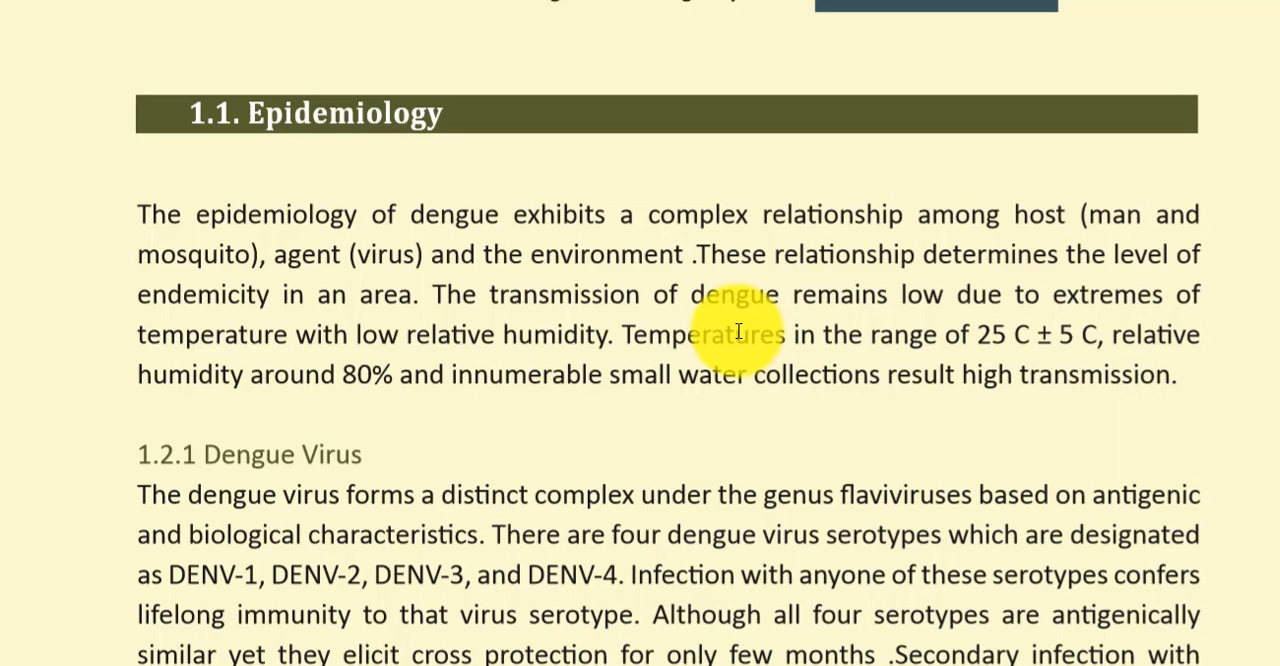 1.1. Epidemiology
The epidemiology of dengue exhibits a complex relationship among host (man and
mosquito), agent (virus) and the environment .These relationship determines the level of
endemicity in an area. The transmission of dengue remains low due to extremes of
temperature with low relative humidity. Temperatures in the range of 25 C ± 5 C, relative
humidity around 80% and innumerable small water collections result high transmission.
1.2.1 Dengue Virus
The dengue virus forms a distinct complex under the genus flaviviruses based on antigenic
and biological characteristics. There are four dengue virus serotypes which are designated
as DENV-1, DENV-2, DENV-3, and DENV-4. Infection with anyone of these serotypes confers
lifelong immunity to that virus serotype. Although all four serotypes are antigenically
similar yet they elicit cross protection for only few months .Secondary infection with